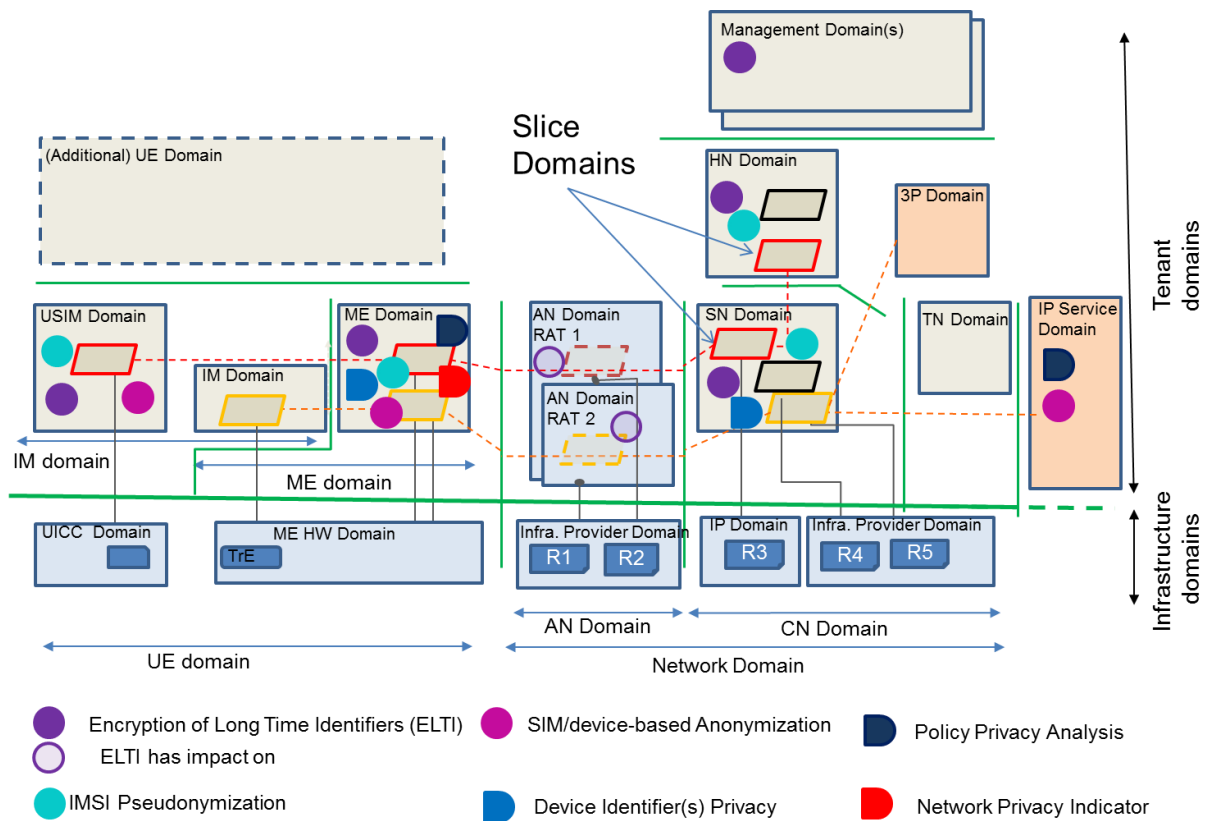 Management Domain(s)
Slice
Domains
(Additional) UE Domain
HN Domain
3P Domain
Tenant
domains
USIM Domain
ME Domain
IM Domain
AN Domain
RAT 1
AN Domain
RAT 2
SN Domain
TN Domain
IP Service
Domain
IM domain
ME domain
UICC Domain
ME HW Domain
TrE
Infra. Provider Domain
R1
R2
IP Domain
R3
Infra. Provider Domain
R4
R5
Infrastructure
domains
AN Domain
CN Domain
UE domain
Network Domain
Encryption of Long Time Identifiers (ELTI)
SIM/device-based Anonymization
Policy Privacy Analysis
ELTI has impact on
IMSI Pseudonymization
Device Identifier(s) Privacy
Network Privacy Indicator